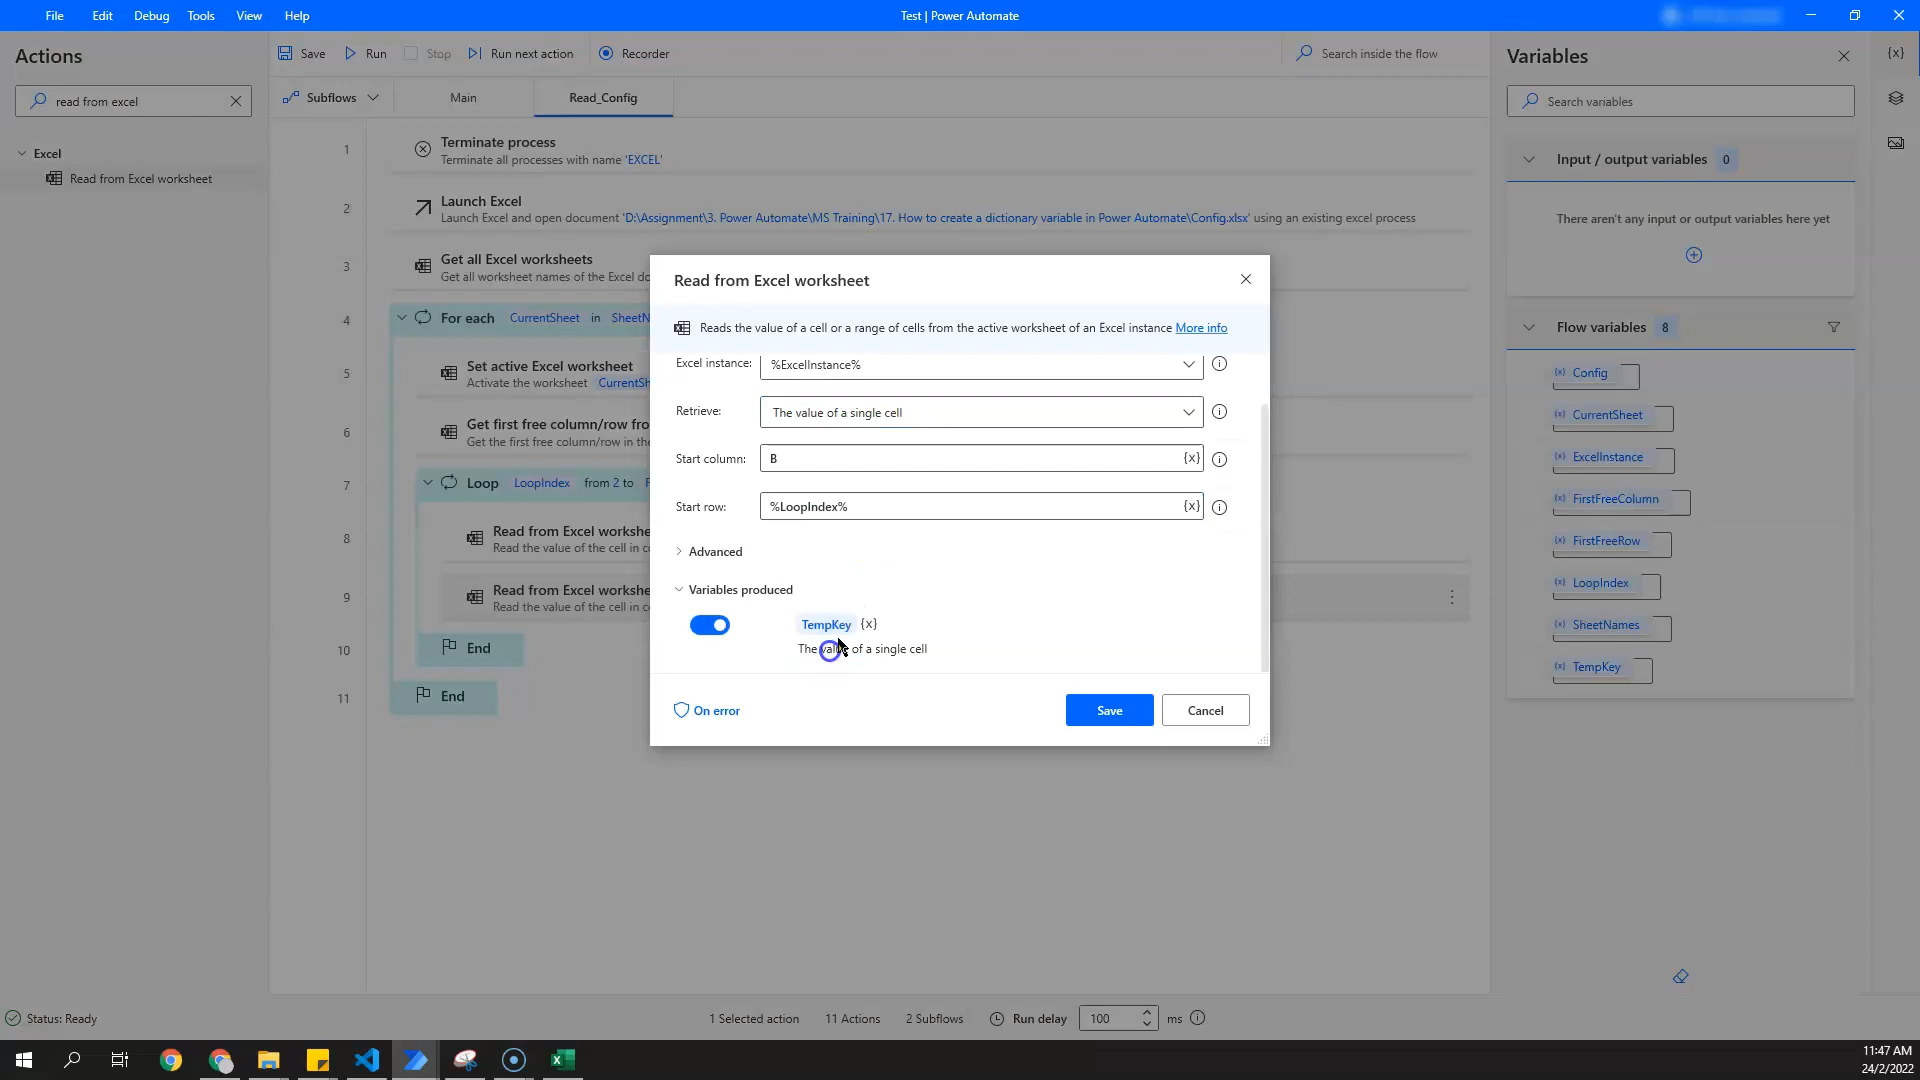 File Edit Debug Tools View Help
Test | Power Automate
Actions
read from excel
Excel
Read from Excel worksheet
Save Run Stop Run next action Recorder
Search inside the flow
Subflows Main Read_Config
1 Terminate process
Terminate all processes with name 'EXCEL'
2 Launch Excel
Launch Excel and open document 'D:\Assignment\3. Power Automate\MS Training\17. How to create a dictionary variable in Power Automate\Config.xlsx' using an existing excel process
3 Get all Excel worksheets
Get all worksheet names of the Excel do
4 For each CurrentSheet in SheetN
5 Set active Excel worksheet
Activate the worksheet CurrentSh
6 Get first free column/row fro
Get the first free column/row in the
7 Loop LoopIndex from 2 to F
8 Read from Excel workshe
Read the value of the cell in co
9 Read from Excel workshe
Read the value of the cell in co
10 End
11 End
Read from Excel worksheet
Reads the value of a cell or a range of cells from the active worksheet of an Excel instance More info
Excel instance: %ExcelInstance%
Retrieve: The value of a single cell
Start column: B {x}
Start row: %LoopIndex% {x}
Advanced
Variables produced
TempKey {x}
The value of a single cell
On error
Save
Cancel
Variables
{x}
Search variables
Input / output variables 0
There aren't any input or output variables here yet
Flow variables 8
(x) Config
(x) CurrentSheet
(x) ExcelInstance
(x) FirstFreeColumn
(x) FirstFreeRow
(x) LoopIndex
(x) SheetNames
(x) TempKey
Status: Ready
1 Selected action 11 Actions 2 Subflows Run delay 100 ms
11:47 AM
24/2/2022